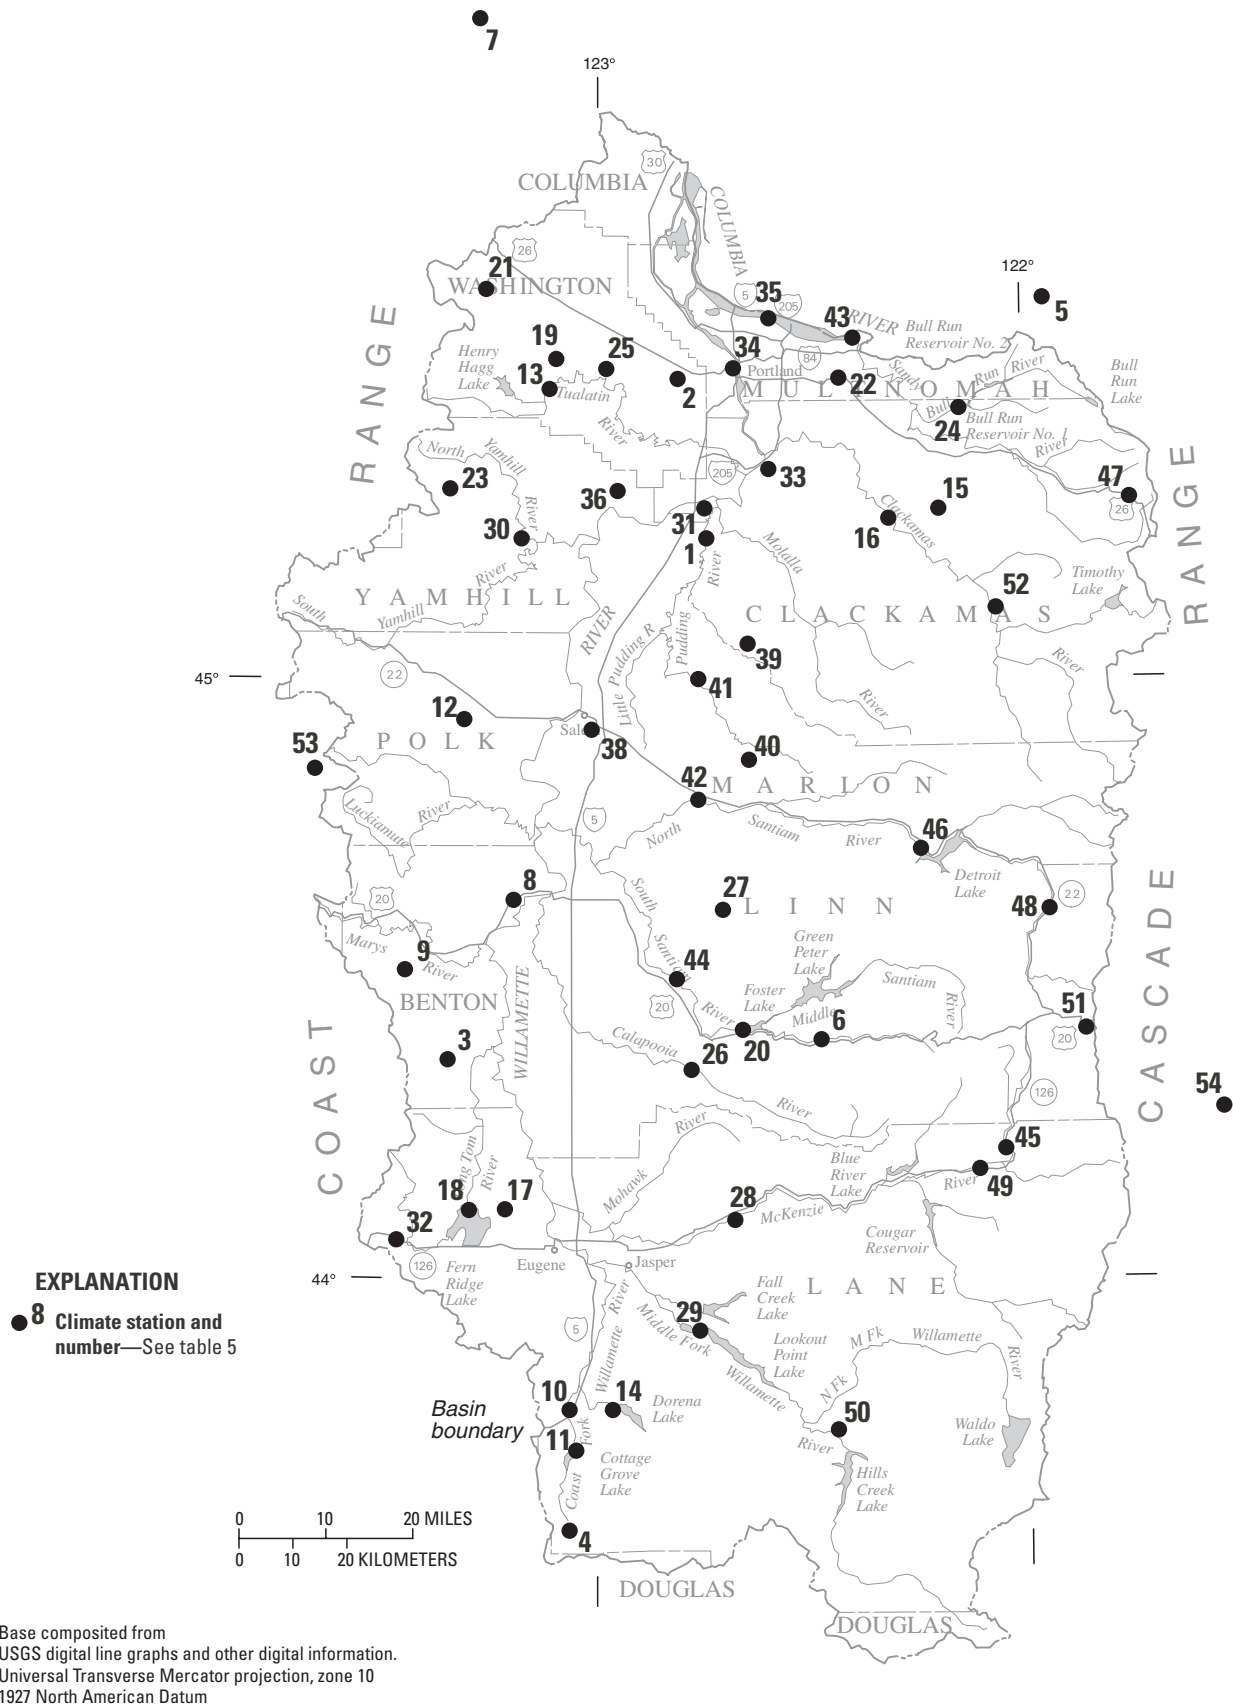 7
123°
30
COLUMBIA
COLUMBIA
26
21
WASHINGTON
122°
5
5
35
205
43
RIVER
Bull Run
Reservoir No. 2
RANGE
Henry
Hagg
Lake
19
25
13
Tualatin
River
2
34
Portland
84
22
MULTNOMAH
Sandy
Bull
Run
River
Bull
Run
Lake
24
Bull Run
Reservoir No. 1
River
North
Yamhill
River
23
36
205
33
31
1
30
River
15
16
Clackamas
47
26
RANGE
Molalla
River
YAMHILL
South
Yamhill
River
RIVER
Little Pudding R
Pudding
52
Timothy
Lake
CLACKAMAS
39
41
River
River
45°
22
12
Salem
38
POLK
53
40
42
MARION
Luckiamute
River
5
North
Santiam
River
46
Detroit
Lake
20
8
South
Santiam
27
LINN
22
48
Marys
River
9
BENTON
WILLAMETTE
44
20
River
Green
Peter
Lake
Foster
Lake
Santiam
River
Middle
6
20
51
20
CASCADE
COAST
3
Calapooia
26
River
126
54
River
45
49
Blue
River
Lake
River
Long Tom
River
18
17
32
Mohawk
28
McKenzie
Cougar
Reservoir
126
Fern
Ridge
Lake
Eugene
Jasper
44°
LANE
EXPLANATION
8 Climate station and
number—See table 5
River
Willamette
5
29
Middle Fork
Willamette
Fall
Creek
Lake
Lookout
Point
Lake
M Fk
Willamette
River
N Fk
Basin
boundary
10
14
Dorena
Lake
50
River
Waldo
Lake
11
Fork
Coast
Cottage
Grove
Lake
Hills
Creek
Lake
4
0 10 20 MILES
0 10 20 KILOMETERS
DOUGLAS
DOUGLAS
Base composited from
USGS digital line graphs and other digital information.
Universal Transverse Mercator projection, zone 10
1927 North American Datum